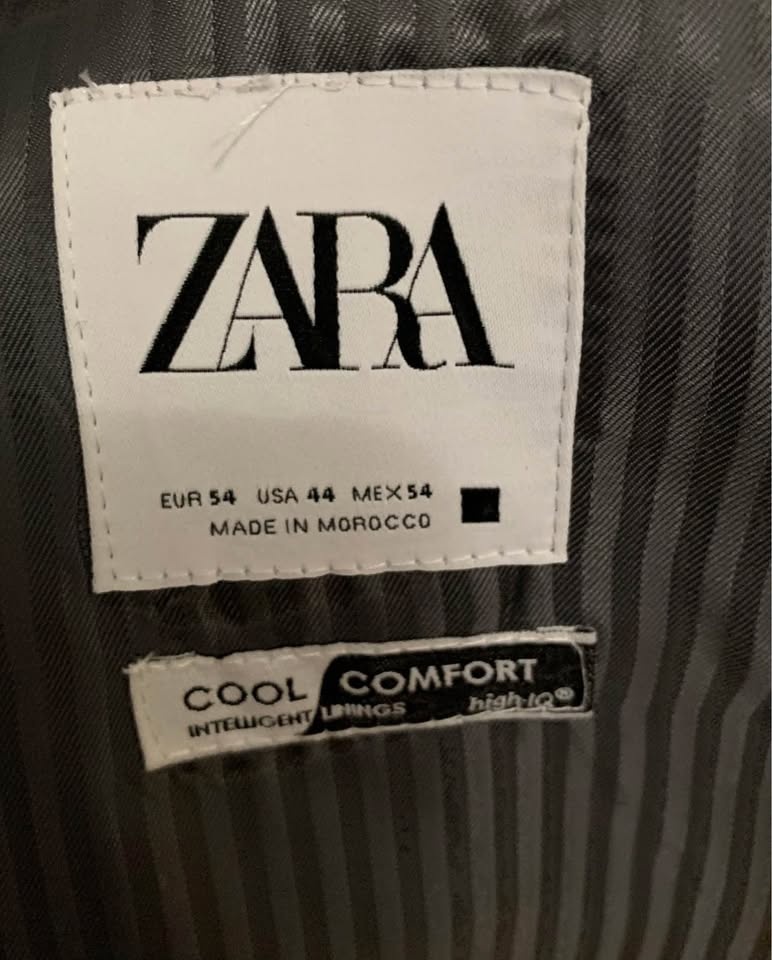 ZARA
EUR 54 USA 44 MEX 54
MADE IN MOROCCO
COOL COMFORT
INTELLIGENT LININGS high-IQ®